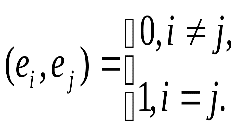 (e_i, e_j) = { 0, i ≠ j,
1, i = j.